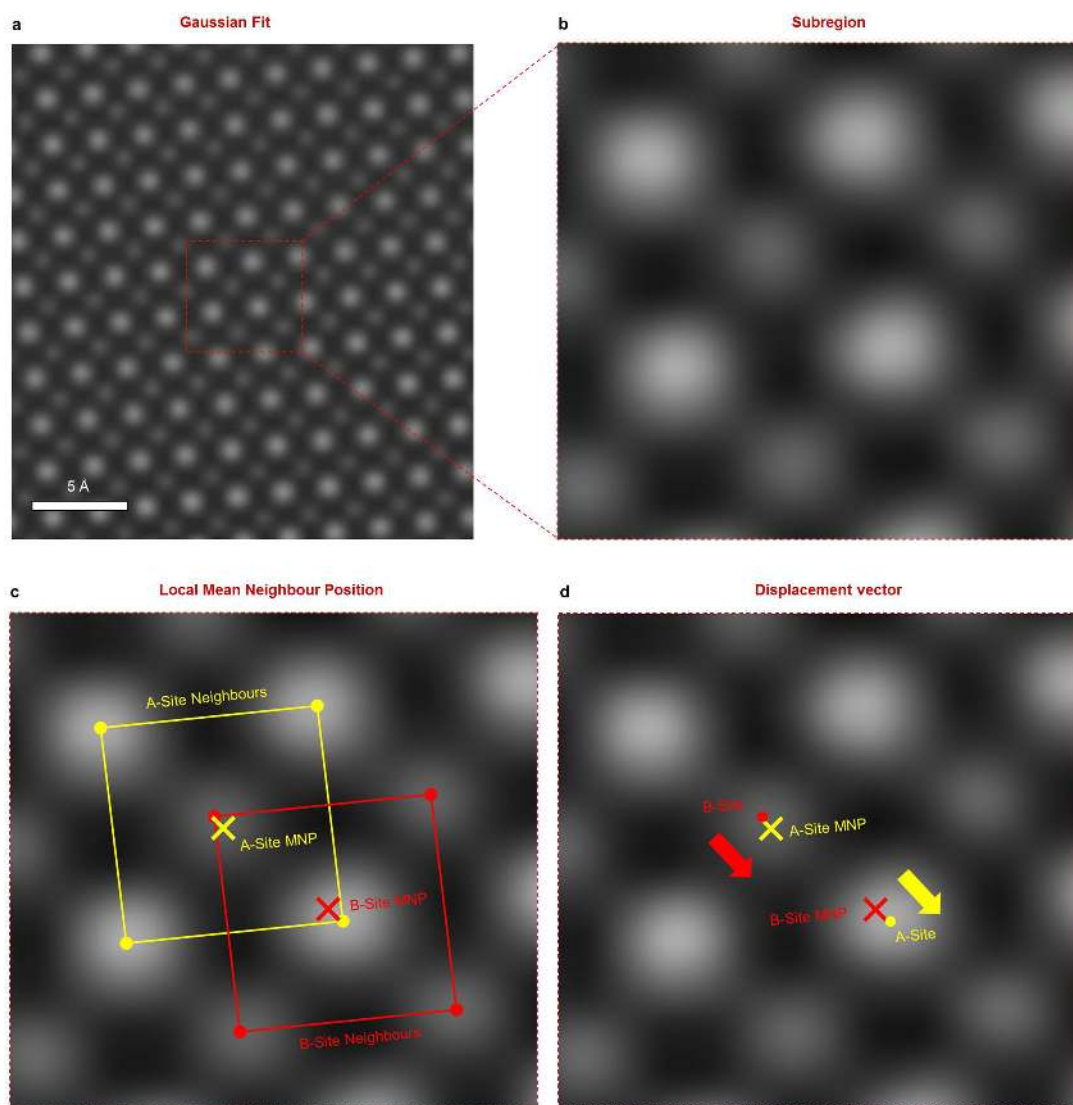 a
Gaussian Fit
5 Å
b
Subregion
c
Local Mean Neighbour Position
A-Site Neighbours
A-Site MNP
B-Site MNP
B-Site Neighbours
d
Displacement vector
B-Site
A-Site MNP
B-Site MNP
A-Site